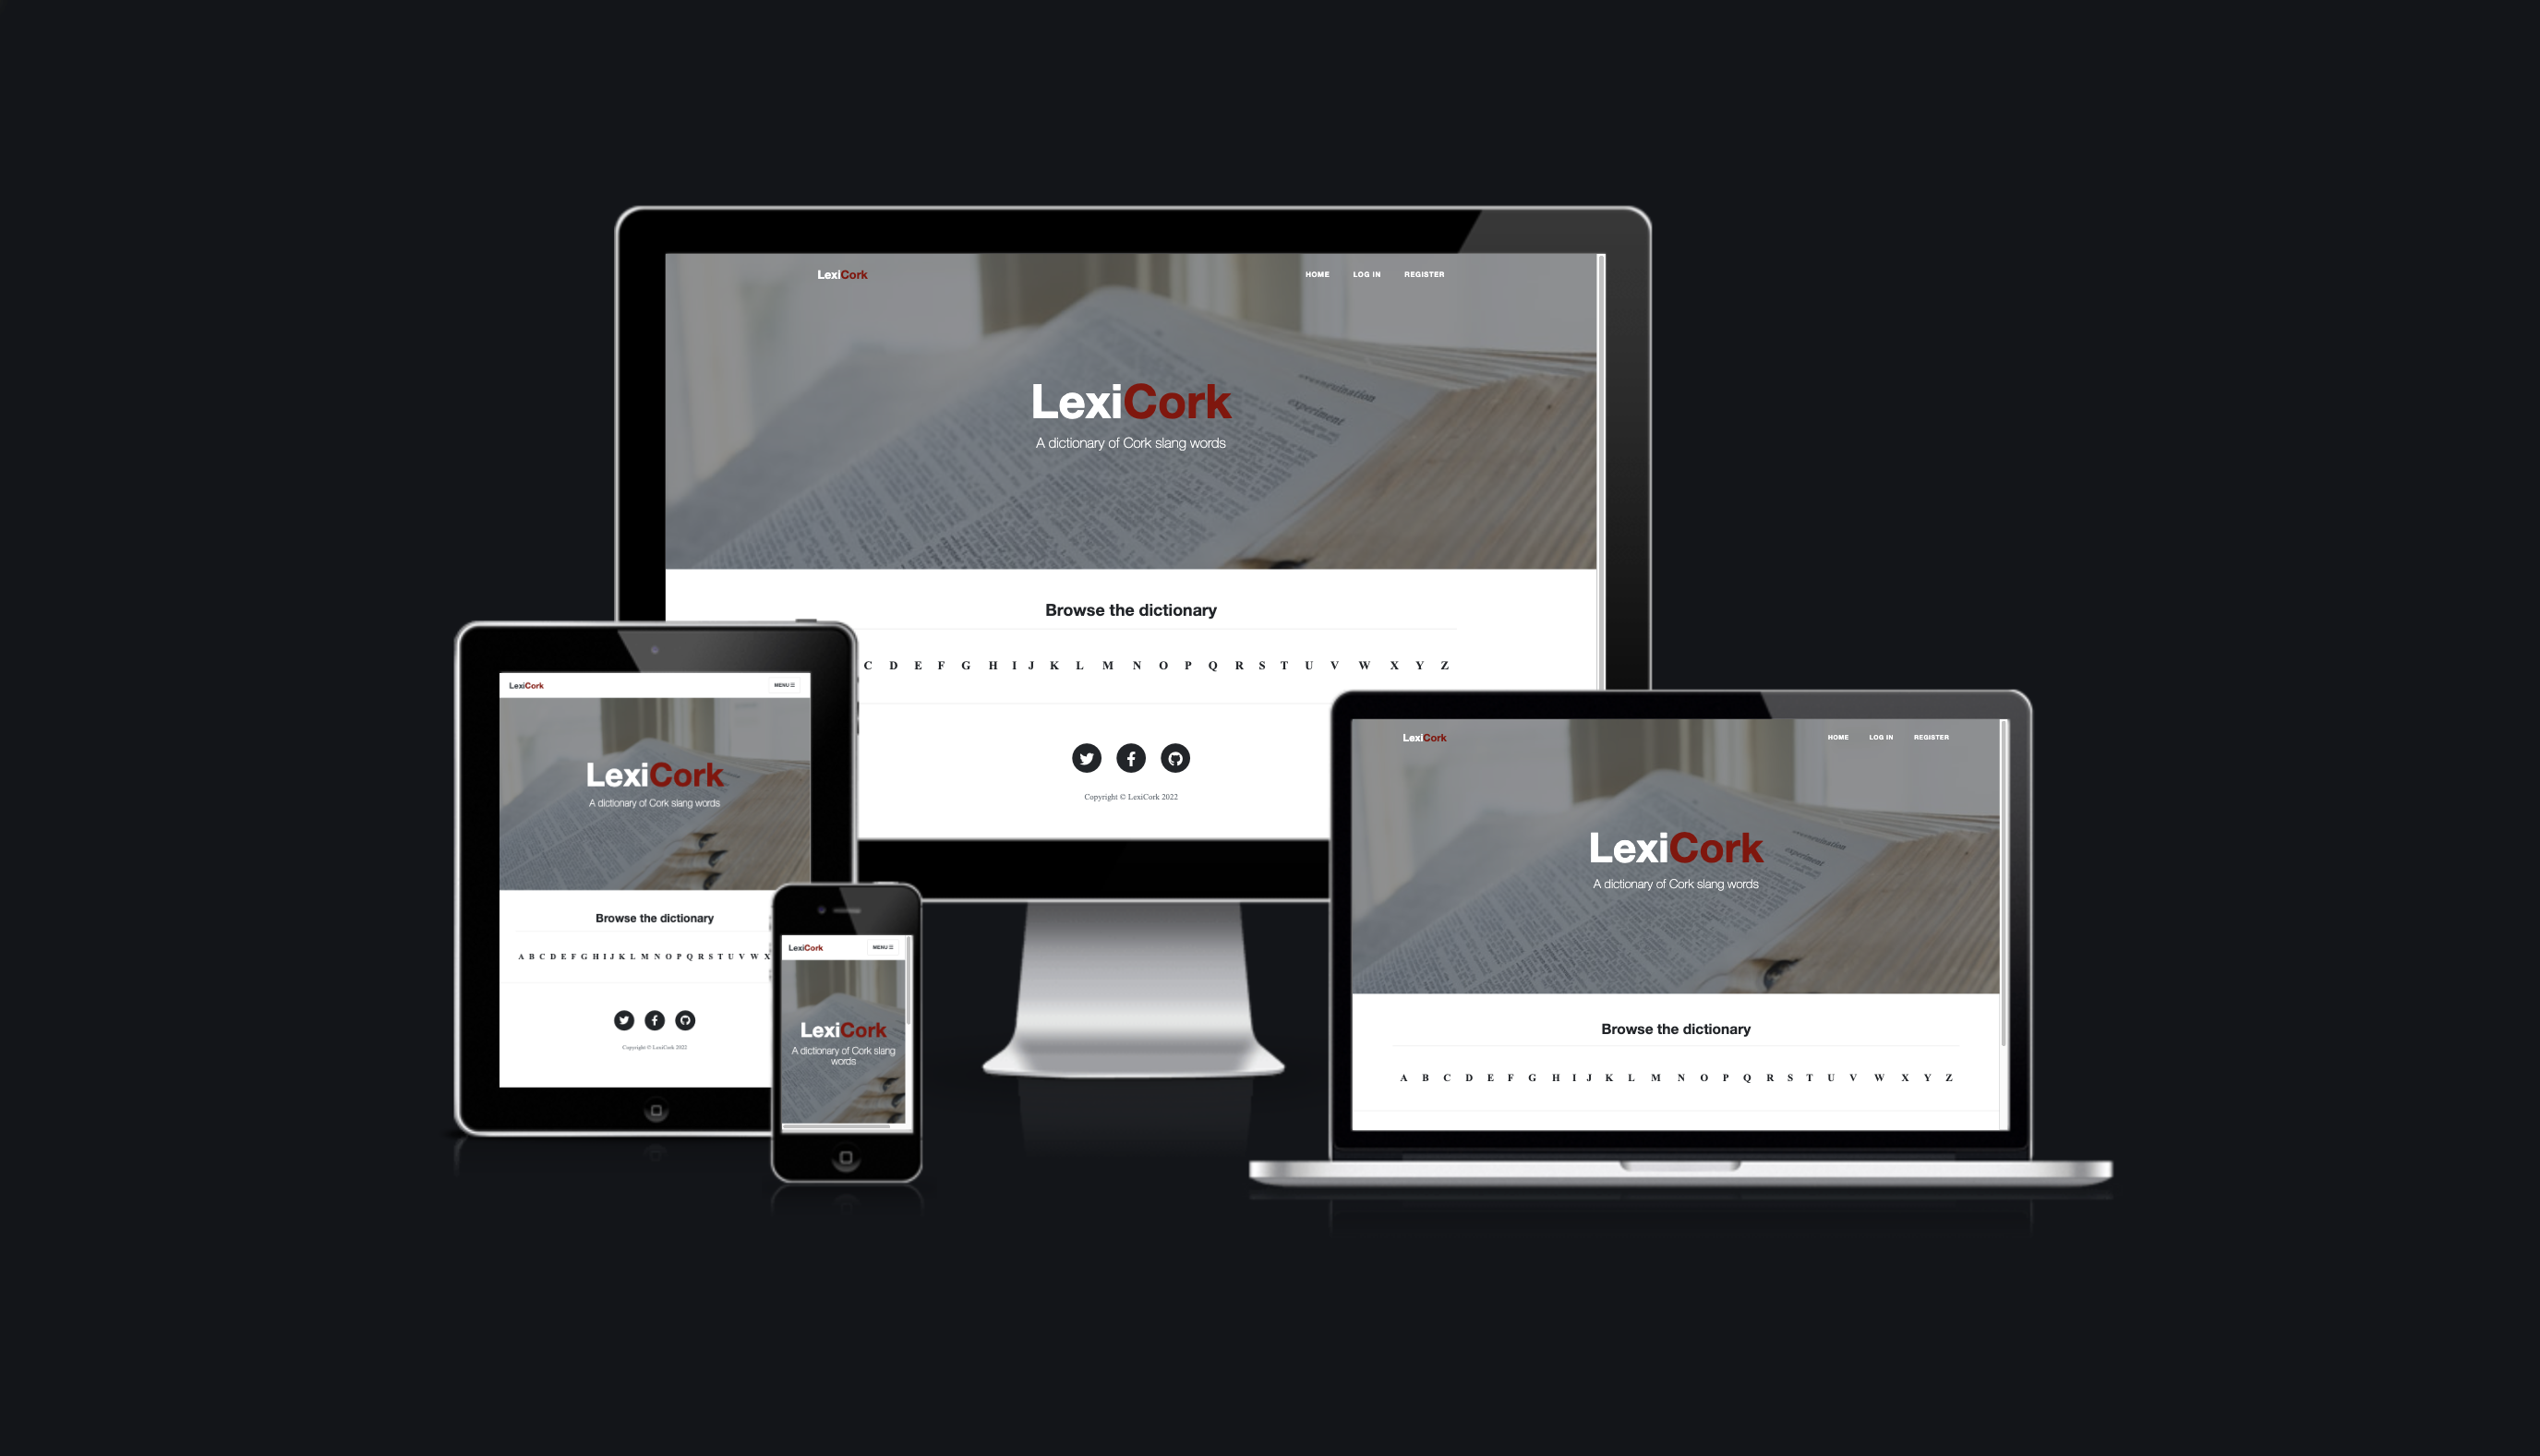 LexiCork
HOME LOG IN REGISTER
LexiCork
A dictionary of Cork slang words
experiment
Browse the dictionary
C D E F G H I J K L M N O P Q R S T U V W X Y Z
Copyright © LexiCork 2022
LexiCork
MENU
LexiCork
A dictionary of Cork slang words
Browse the dictionary
A B C D E F G H I J K L M N O P Q R S T U V W X
Copyright © LexiCork 2022
LexiCork
MENU
LexiCork
A dictionary of Cork slang
words
LexiCork
HOME LOG IN REGISTER
LexiCork
A dictionary of Cork slang words
experiment
Browse the dictionary
A B C D E F G H I J K L M N O P Q R S T U V W X Y Z